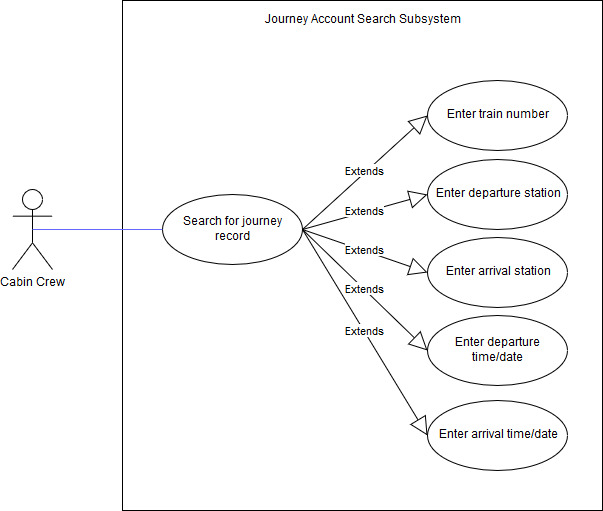 Journey Account Search Subsystem
Enter train number
Extends
Enter departure station
Extends
Search for journey
record
Extends
Enter arrival station
Cabin Crew
Extends
Enter departure
time/date
Extends
Enter arrival time/date